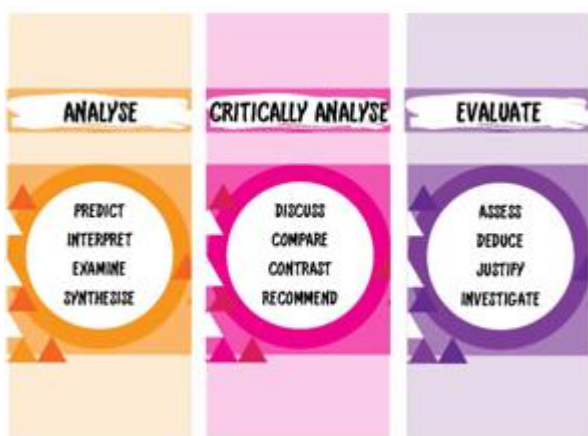 ANALYSE
PREDICT
INTERPRET
EXAMINE
SYNTHESISE
CRITICALLY ANALYSE
DISCUSS
COMPARE
CONTRAST
RECOMMEND
EVALUATE
ASSESS
DEDUCE
JUSTIFY
INVESTIGATE